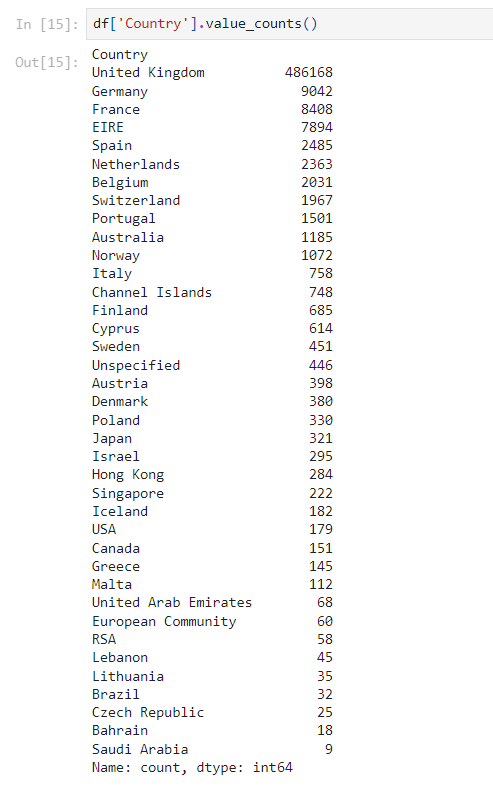 In [15]: df['Country'].value_counts()
Out[15]: Country
United Kingdom 486168
Germany 9042
France 8408
EIRE 7894
Spain 2485
Netherlands 2363
Belgium 2031
Switzerland 1967
Portugal 1501
Australia 1185
Norway 1072
Italy 758
Channel Islands 748
Finland 685
Cyprus 614
Sweden 451
Unspecified 446
Austria 398
Denmark 380
Poland 330
Japan 321
Israel 295
Hong Kong 284
Singapore 222
Iceland 182
USA 179
Canada 151
Greece 145
Malta 112
United Arab Emirates 68
European Community 60
RSA 58
Lebanon 45
Lithuania 35
Brazil 32
Czech Republic 25
Bahrain 18
Saudi Arabia 9
Name: count, dtype: int64